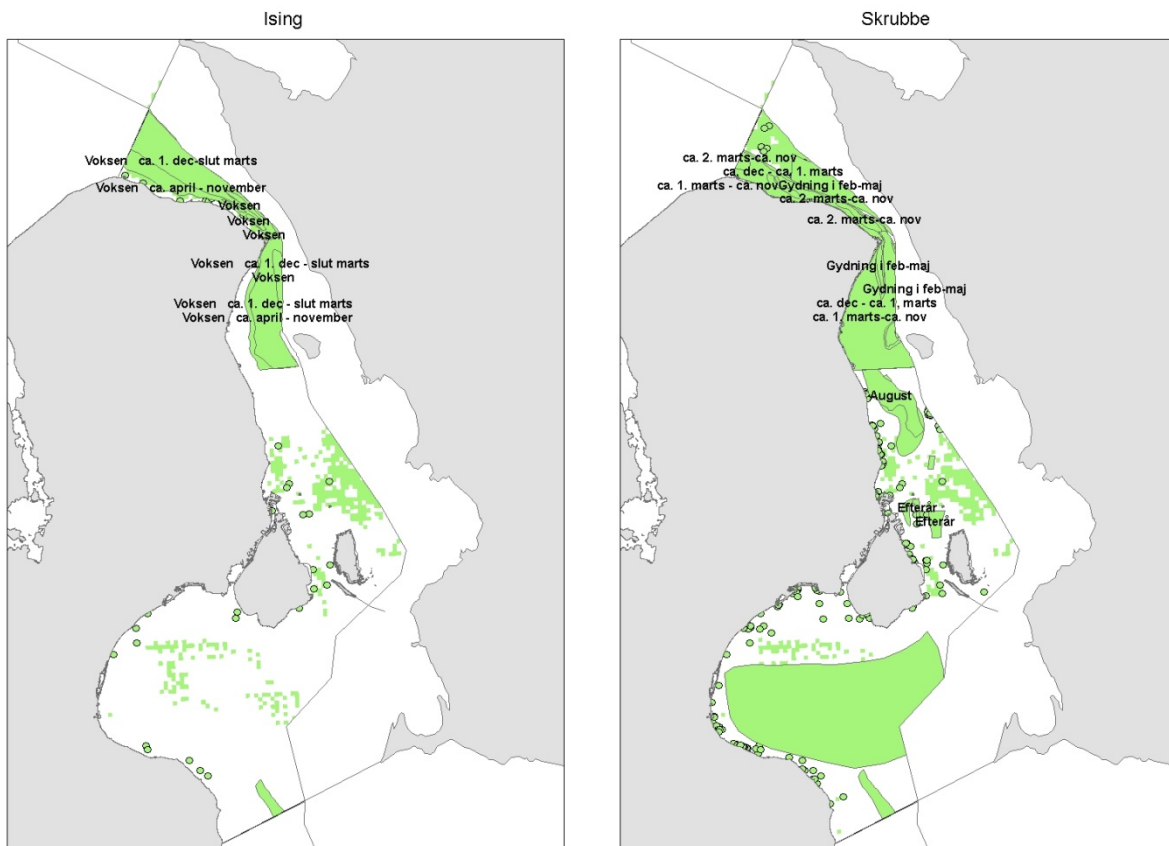 Ising
Voksen ca. 1. dec-slut marts
Voksen ca. april - november
Voksen
Voksen
Voksen
Voksen ca. 1. dec - slut marts
Voksen
Voksen ca. 1. dec - slut marts
Voksen ca. april - november
Skrubbe
ca. 2. marts-ca. nov
ca. dec - ca. 1. marts
ca. 1. marts - ca. nov Gydning i feb-maj
ca. 2. marts-ca. nov
ca. 2. marts-ca. nov
Gydning i feb-maj
Gydning i feb-maj
ca. dec - ca. 1, marts
ca. 1, marts-ca. nov
August
Efterår
Efterår